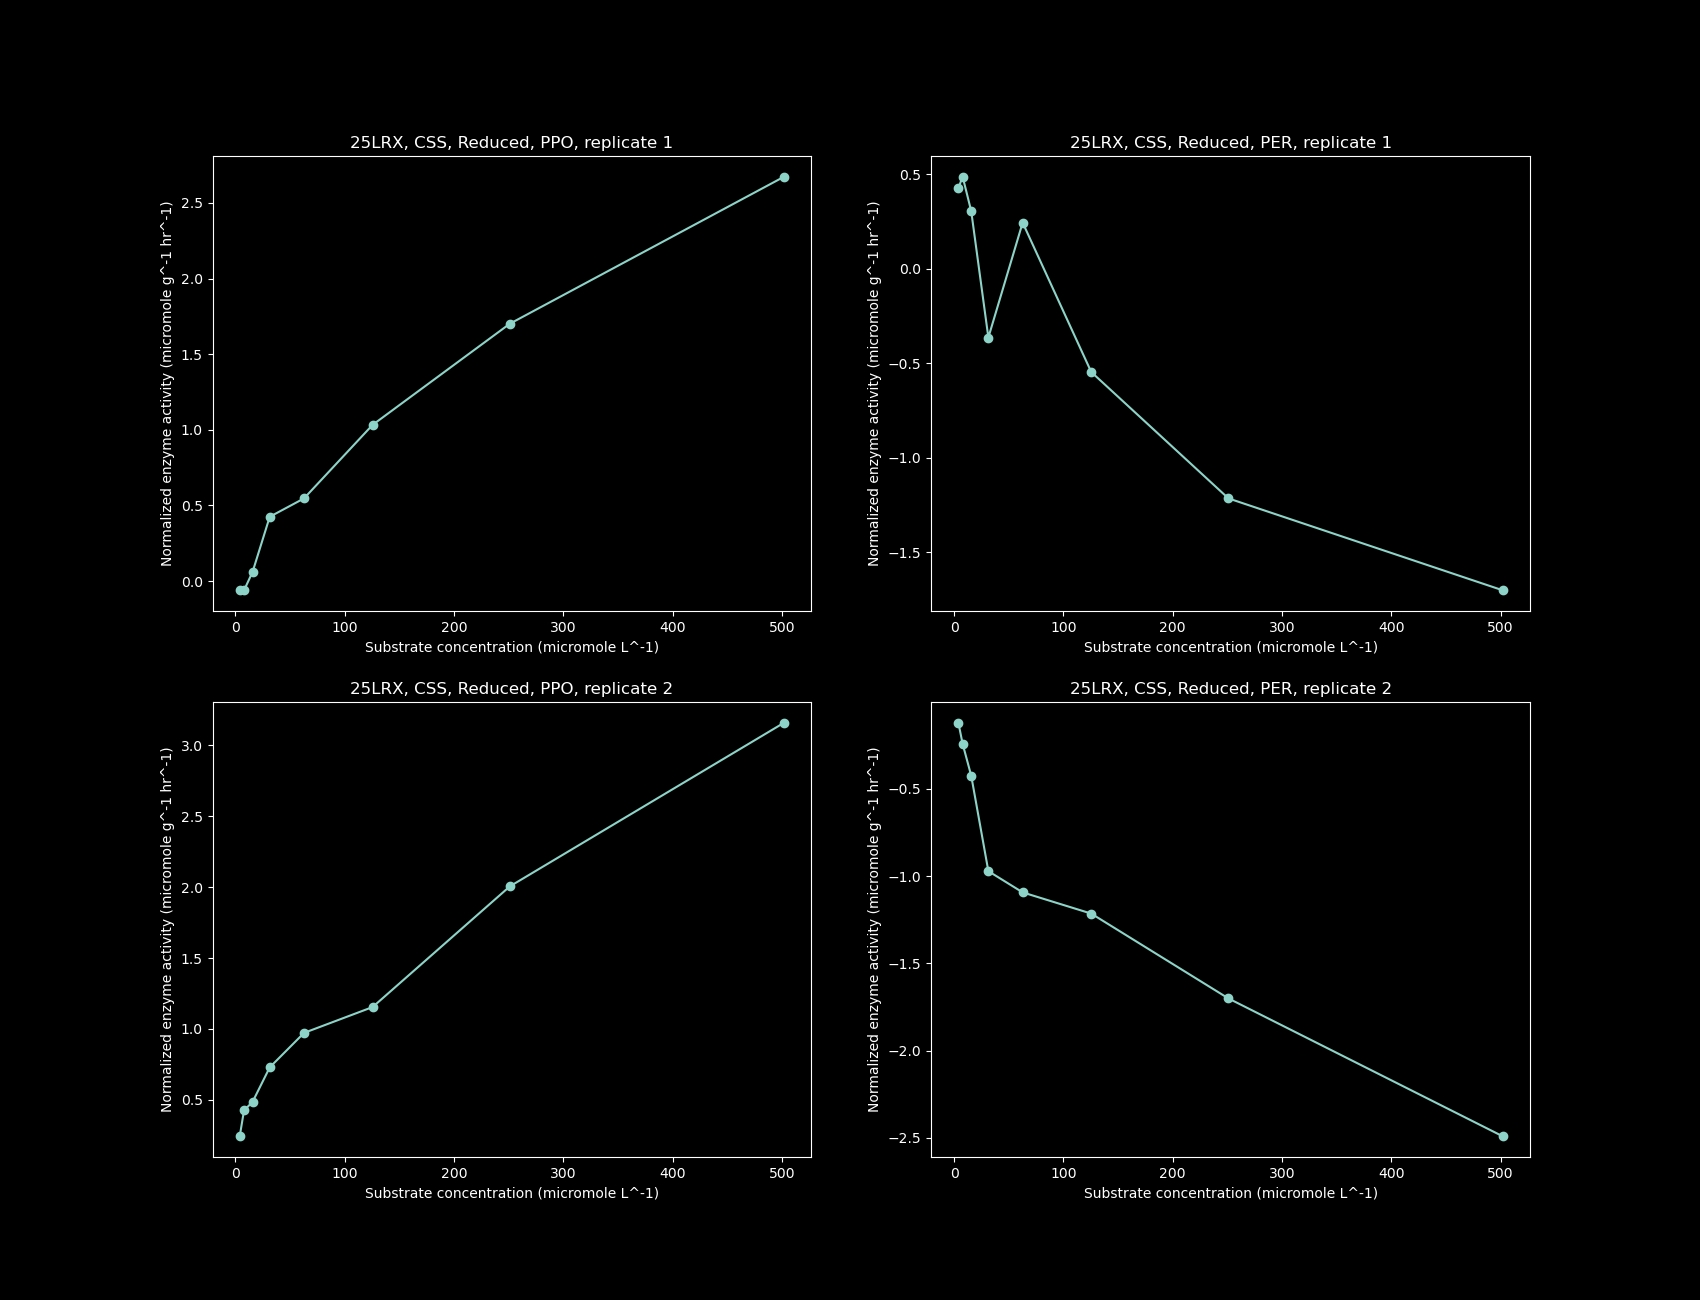 25LRX, CSS, Reduced, PPO, replicate 1
Normalized enzyme activity (micromole g^-1 hr^-1)
2.5
2.0
1.5
1.0
0.5
0.0
0 100 200 300 400 500
Substrate concentration (micromole L^-1)
25LRX, CSS, Reduced, PER, replicate 1
Normalized enzyme activity (micromole g^-1 hr^-1)
0.5
0.0
−0.5
−1.0
−1.5
0 100 200 300 400 500
Substrate concentration (micromole L^-1)
25LRX, CSS, Reduced, PPO, replicate 2
Normalized enzyme activity (micromole g^-1 hr^-1)
3.0
2.5
2.0
1.5
1.0
0.5
0 100 200 300 400 500
Substrate concentration (micromole L^-1)
25LRX, CSS, Reduced, PER, replicate 2
Normalized enzyme activity (micromole g^-1 hr^-1)
−0.5
−1.0
−1.5
−2.0
−2.5
0 100 200 300 400 500
Substrate concentration (micromole L^-1)